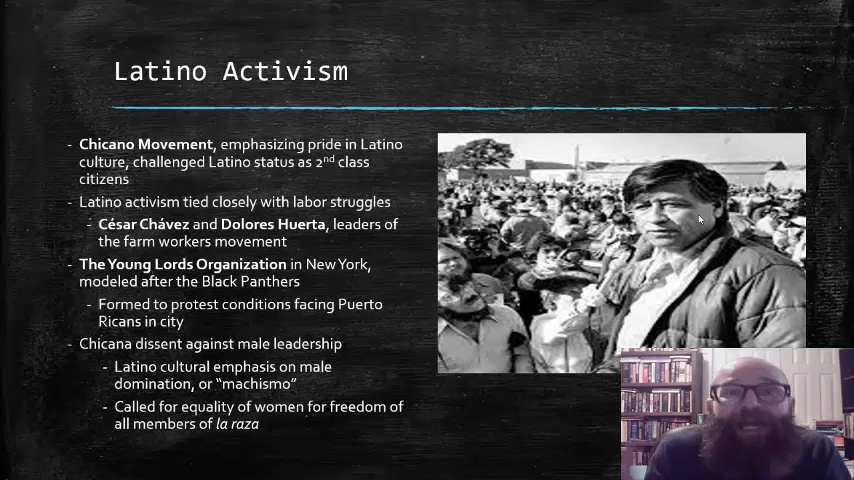 Latino Activism
- Chicano Movement, emphasizing pride in Latino
culture, challenged Latino status as 2nd class
citizens
- Latino activism tied closely with labor struggles
- César Chávez and Dolores Huerta, leaders of
the farm workers movement
- The Young Lords Organization in New York,
modeled after the Black Panthers
- Formed to protest conditions facing Puerto
Ricans in city
- Chicana dissent against male leadership
- Latino cultural emphasis on male
domination, or “machismo”
- Called for equality of women for freedom of
all members of la raza